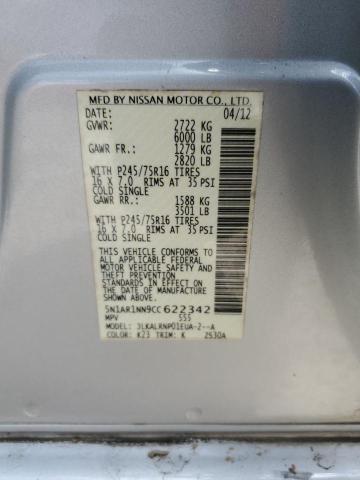 MFD BY NISSAN MOTOR CO., LTD.
DATE: 04/12
GVWR: 2722 KG
6000 LB
GAWR FR.: 1279 KG
2820 LB
WITH P245/75R16 TIRES
16 X 7.0 RIMS AT 35 PSI
COLD SINGLE
GAWR RR.: 1588 KG
3501 LB
WITH P245/75R16 TIRES
16 X 7.0 RIMS AT 35 PSI
COLD SINGLE
THIS VEHICLE CONFORMS TO
ALL APPLICABLE FEDERAL
MOTOR VEHICLE SAFETY
STANDARDS IN EFFECT ON THE
DATE OF MANUFACTURE SHOWN
ABOVE.
5N1AR1NN9CC622342
MPV 555
MODEL: 3LKALRNP01EUA-2--A
COLOR: K23 TRIM: K 2530A